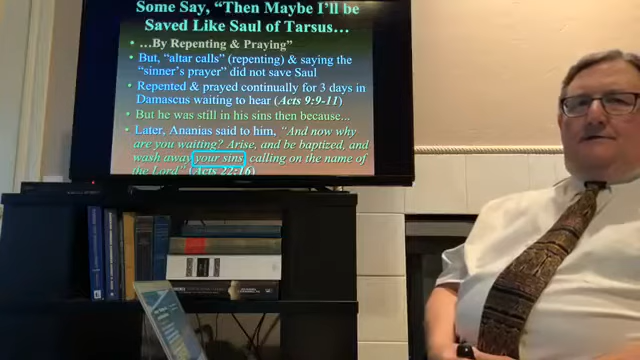 Some Say, "Then Maybe I'll be
Saved Like Saul of Tarsus…
• …By Repenting & Praying"
• But, "altar calls" (repenting) & saying the
"sinner's prayer" did not save Saul
• Repented & prayed continually for 3 days in
Damascus waiting to hear (Acts 9:9-11)
• But he was still in his sins then because...
• Later, Ananias said to him, "And now why
are you waiting? Arise, and be baptized, and
wash away your sins, calling on the name of
the Lord" (Acts 22:16)